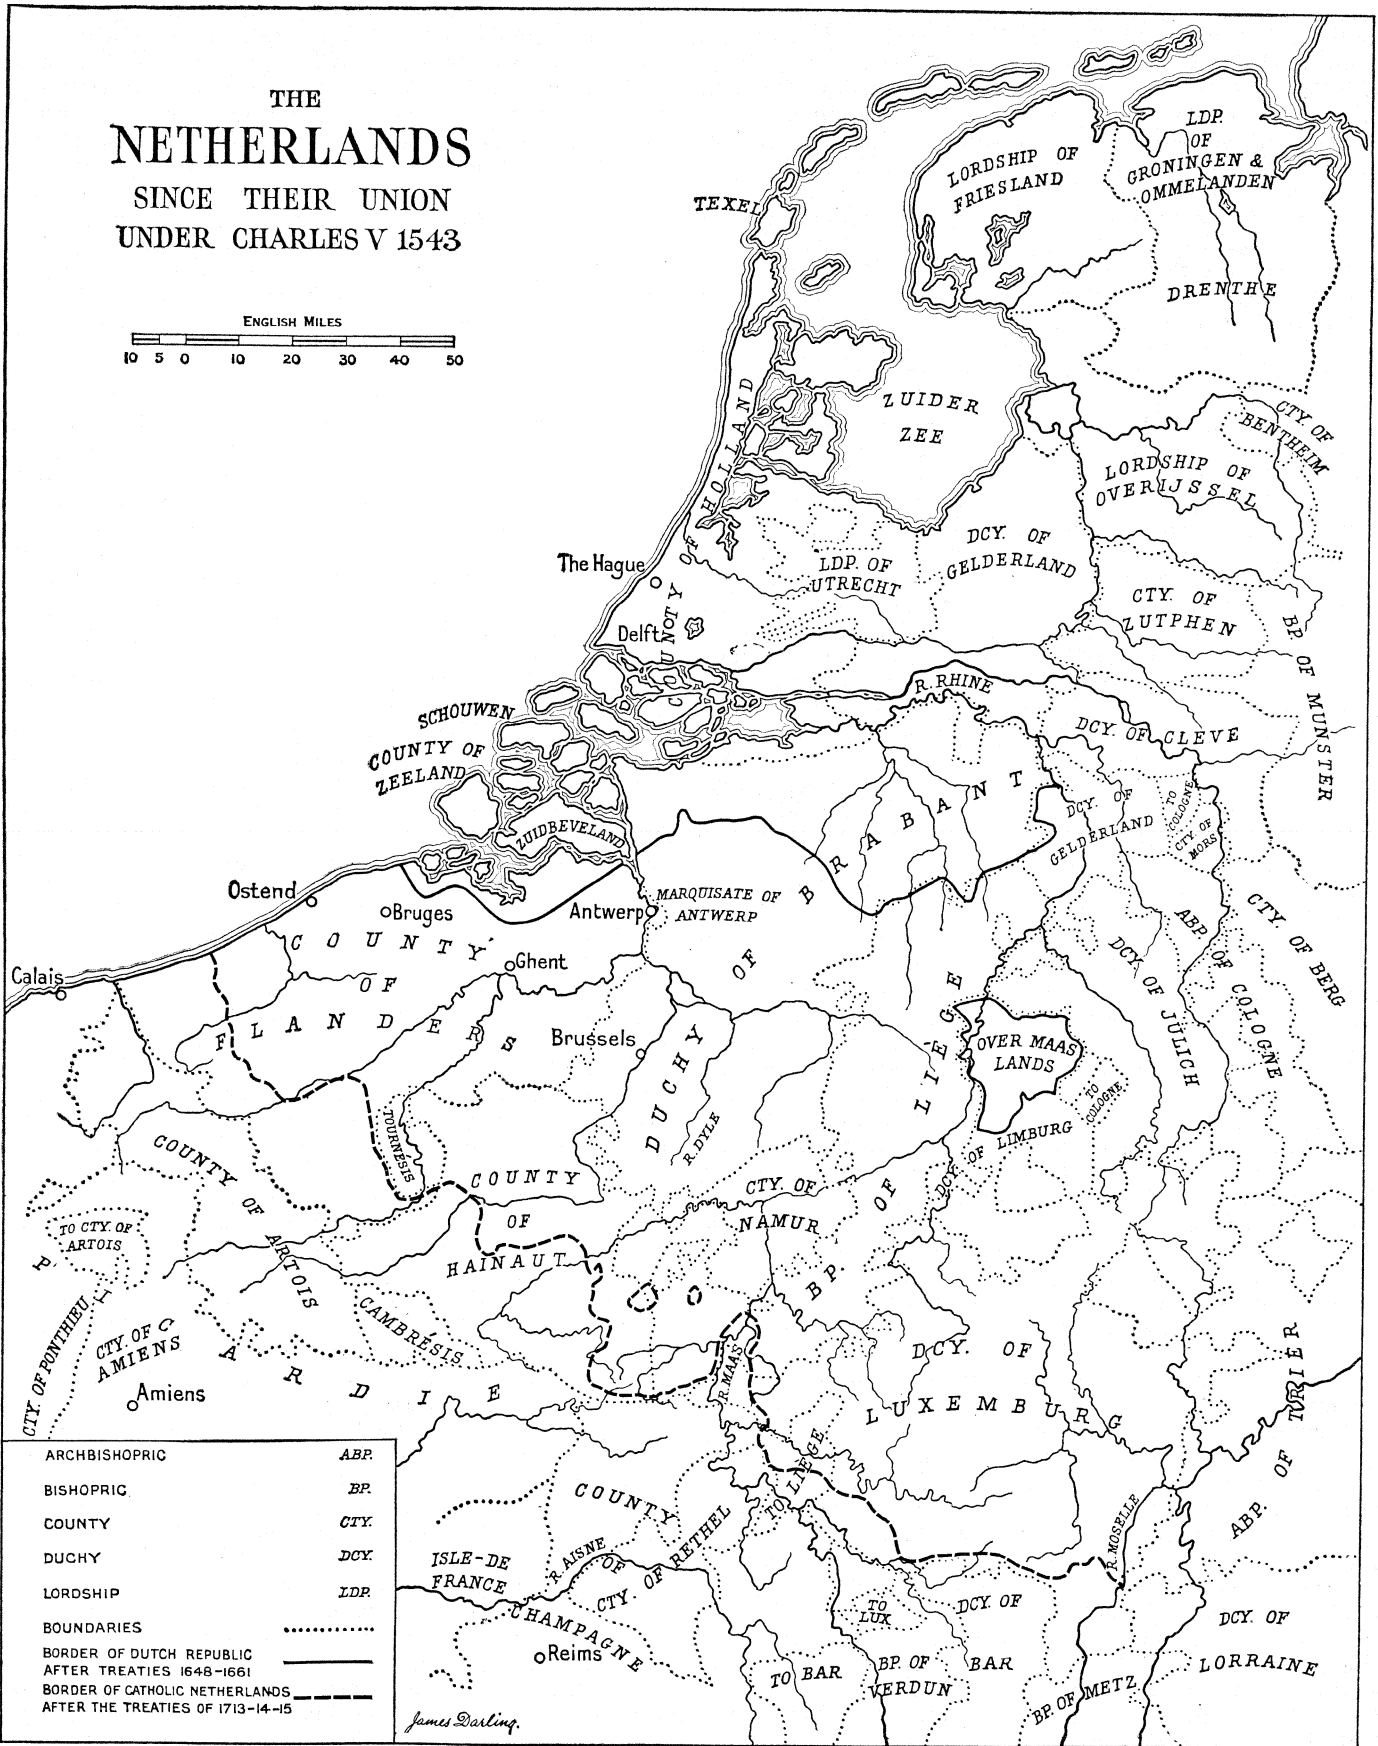 THE
NETHERLANDS
SINCE THEIR UNION
UNDER CHARLES V 1543
ENGLISH MILES
10 5 0 10 20 30 40 50
TEXEL
LORDSHIP OF
FRIESLAND
LDP.
OF
GRONINGEN &
OMMELANDEN
DRENTHE
ZUIDER
ZEE
CTY. OF
BENTHEIM
LORDSHIP OF
OVERIJSSEL
COUNTY OF HOLLAND
DCY. OF
GELDERLAND
LDP. OF
UTRECHT
CTY. OF
ZUTPHEN
BP. OF MUNSTER
The Hague
Delft
R. RHINE
SCHOUWEN
COUNTY OF
ZEELAND
DCY. OF CLEVE
ZUIDBEVELAND
DCY. OF
GELDERLAND
TO
COLOGNE
CTY. OF
MORS
Ostend
Bruges
Antwerp
MARQUISATE OF
ANTWERP
DUCHY OF BRABANT
CTY. OF BERG
ABP. OF COLOGNE
DCY. OF JULICH
Calais
COUNTY
OF
FLANDERS
Ghent
Brussels
R. DYLE
OVER MAAS
LANDS
TO
COLOGNE
DCY. OF LIMBURG
BP. OF LIEGE
TOURNÉSIS
COUNTY OF ARTOIS
COUNTY
OF
HAINAUT
CTY. OF
NAMUR
TO CTY. OF
ARTOIS
PICARDIE
CTY. OF PONTHIEU
CTY. OF
AMIENS
Amiens
CAMBRÉSIS
R. MAAS
DCY. OF
LUXEMBURG
ABP. OF TRIER
TO LIEGE
COUNTY
OF
CHAMPAGNE
R. AISNE
CTY. OF RETHEL
ISLE-DE
FRANCE
Reims
R. MOSELLE
TO
LUX
DCY. OF
BAR
TO BAR
BP. OF
VERDUN
BP. OF METZ
DCY. OF
LORRAINE
ARCHBISHOPRIC ABP.
BISHOPRIC BP.
COUNTY CTY.
DUCHY DCY.
LORDSHIP LDP.
BOUNDARIES
BORDER OF DUTCH REPUBLIC
AFTER TREATIES 1648-1661
BORDER OF CATHOLIC NETHERLANDS
AFTER THE TREATIES OF 1713-14-15
James Darling.